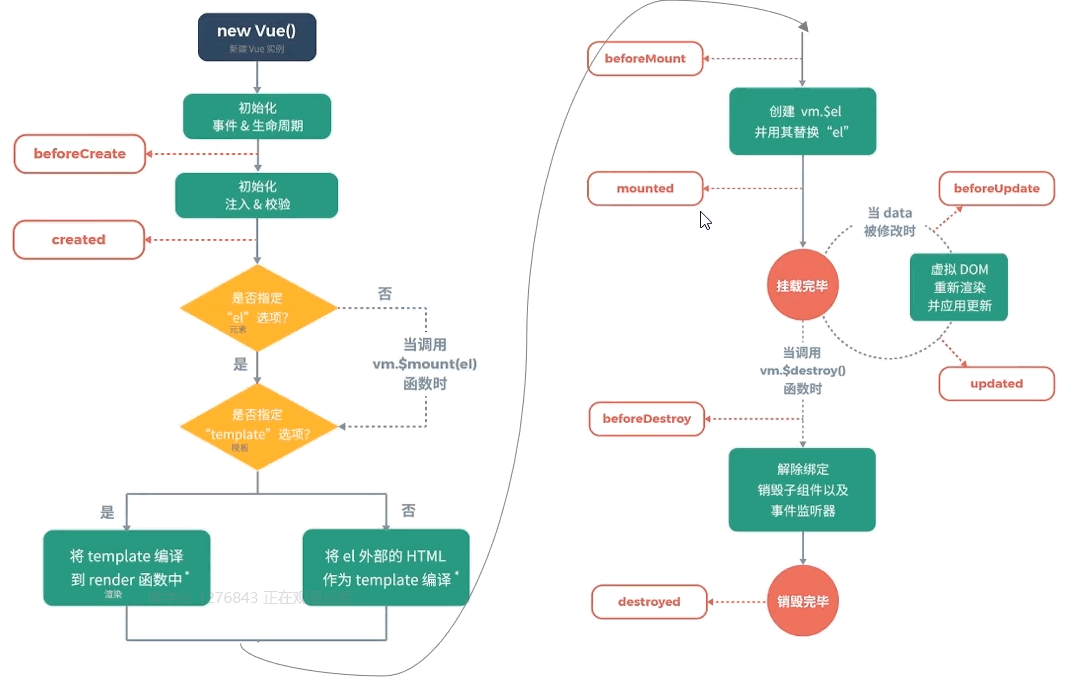 new Vue()
新建 Vue 实例
初始化
事件 & 生命周期
beforeCreate
初始化
注入 & 校验
created
是否指定
“el”选项?
元素
否
是
当调用
vm.$mount(el)
函数时
是否指定
“template”选项?
模板
是
否
将 template 编译
到 render 函数中*
渲染
将 el 外部的 HTML
作为 template 编译*
276843 正在观
beforeMount
创建 vm.$el
并用其替换“el”
mounted
beforeUpdate
当 data
被修改时
挂载完毕
虚拟 DOM
重新渲染
并应用更新
当调用
vm.$destroy()
函数时
updated
beforeDestroy
解除绑定
销毁子组件以及
事件监听器
destroyed
销毁完毕